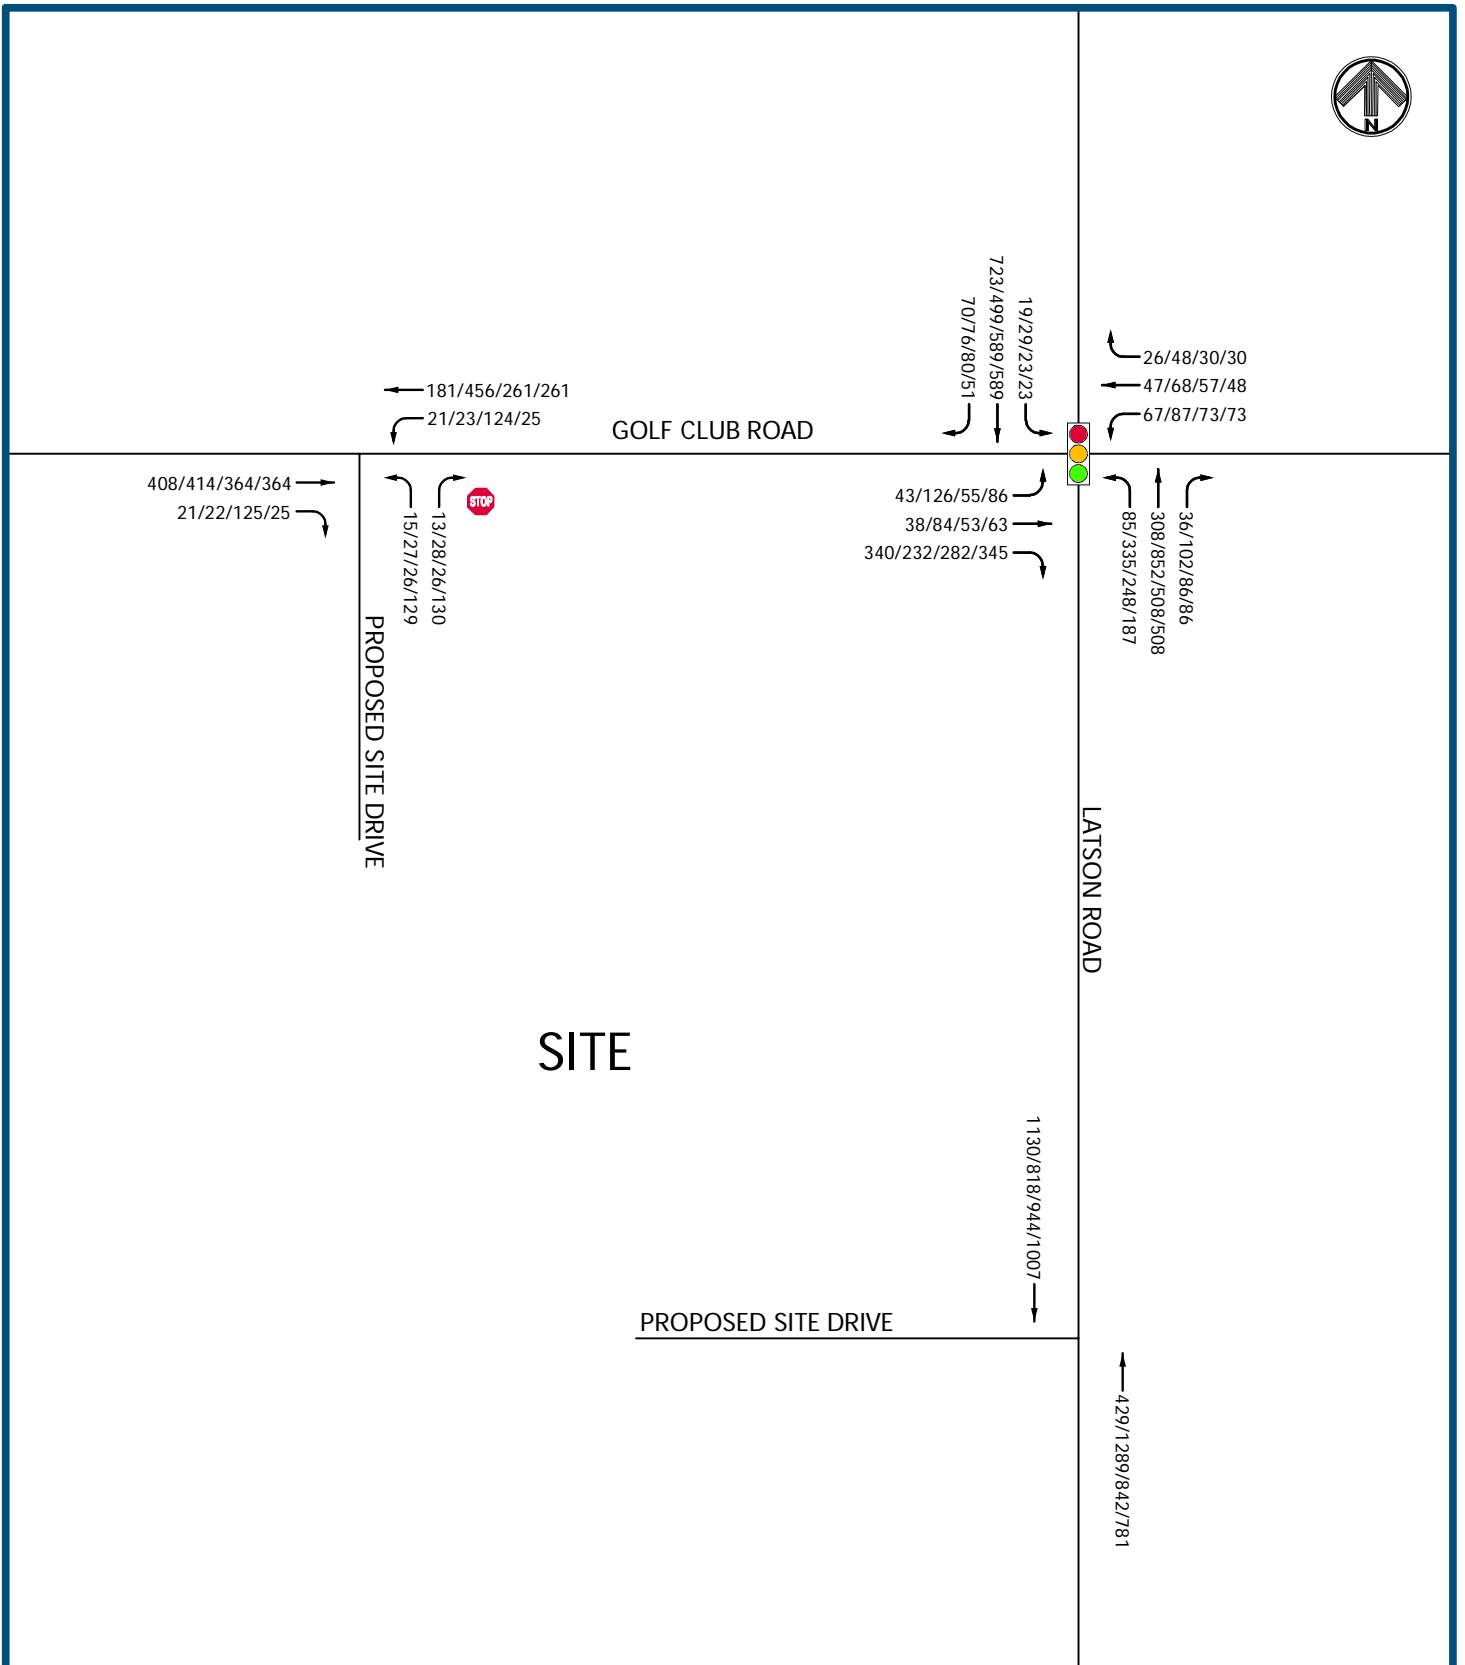 N
723/499/589/589
19/29/23/23
70/76/80/51
26/48/30/30
47/68/57/48
67/87/73/73
181/456/261/261
21/23/124/25
GOLF CLUB ROAD
408/414/364/364
21/22/125/25
15/27/26/129
13/28/26/130
STOP
43/126/55/86
38/84/53/63
340/232/282/345
85/335/248/187
308/852/508/508
36/102/86/86
PROPOSED SITE DRIVE
LATSON ROAD
SITE
1130/818/944/1007
PROPOSED SITE DRIVE
429/1289/842/781